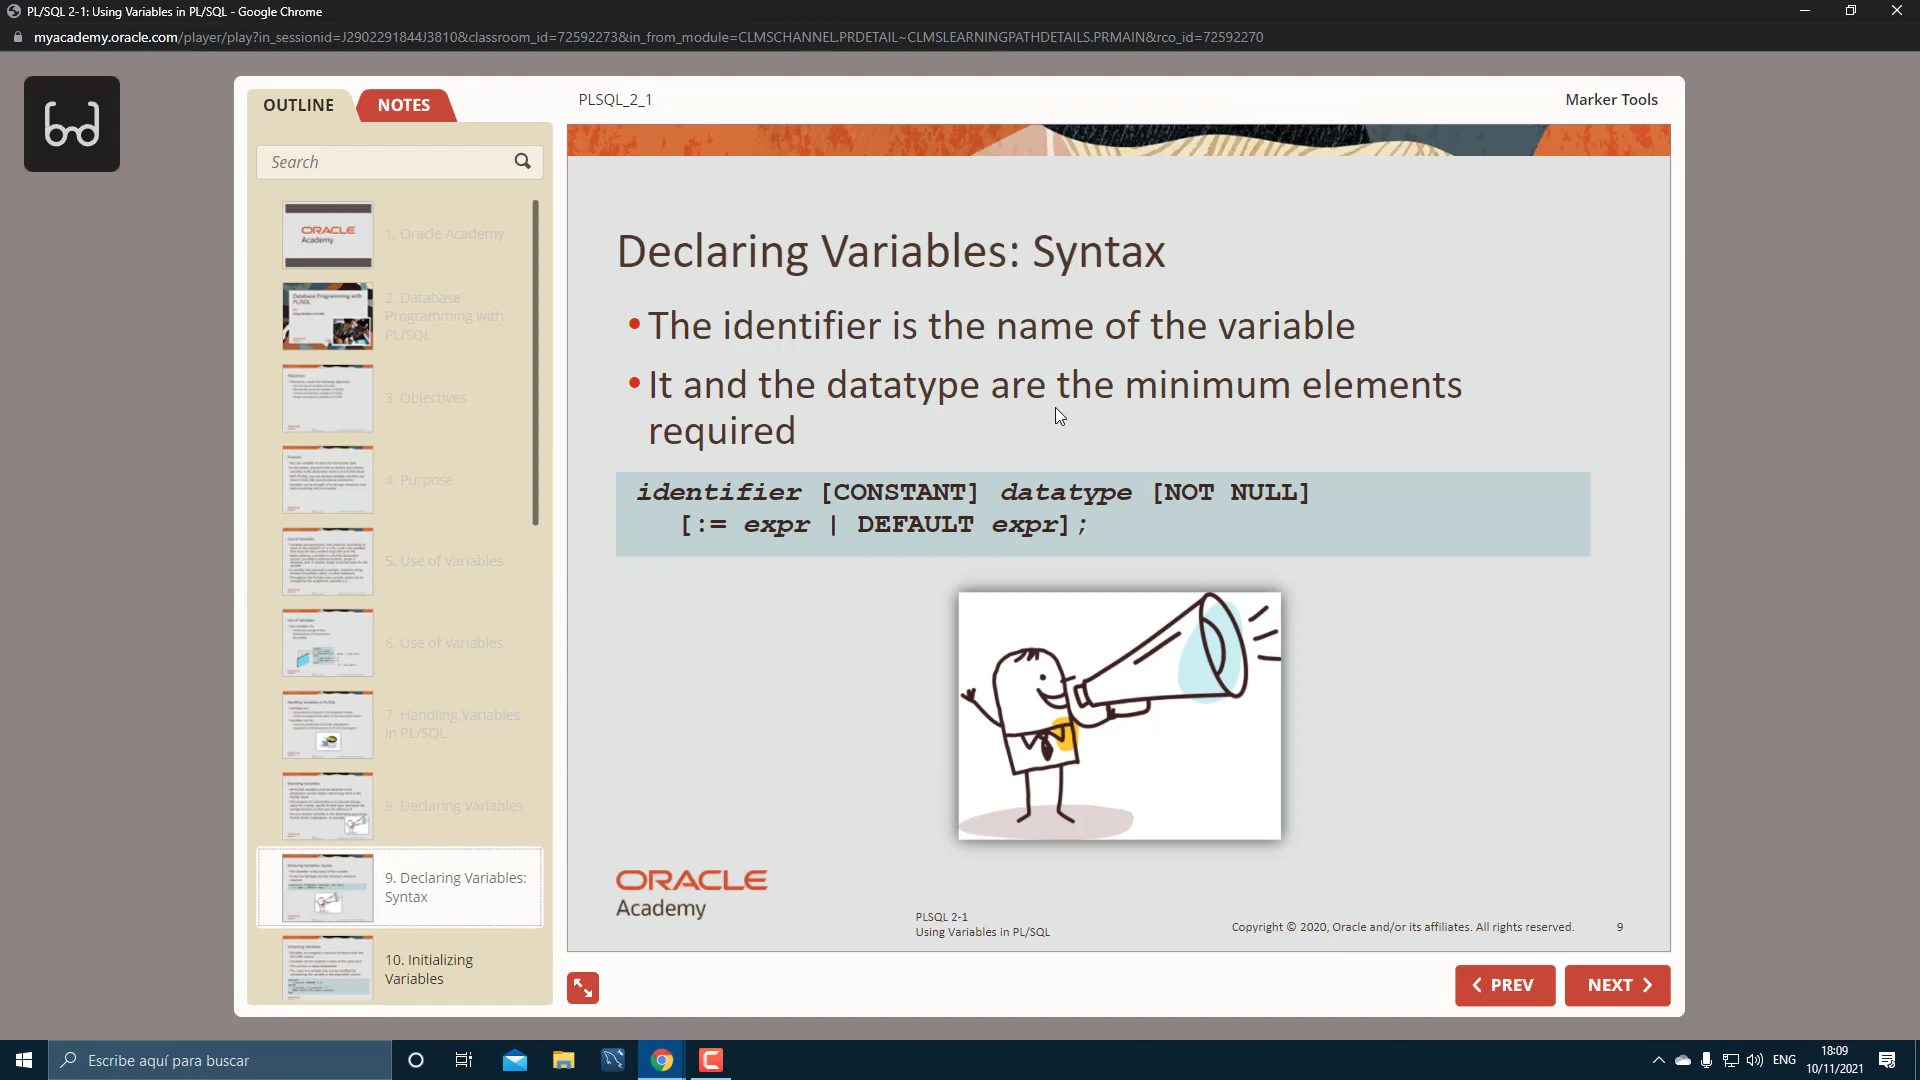 PL/SQL 2-1: Using Variables in PL/SQL - Google Chrome
myacademy.oracle.com/player/play?in_sessionid=J2902291844J3810&classroom_id=72592273&in_from_module=CLMSCHANNEL.PRDETAIL~CLMSLEARNINGPATHDETAILS.PRMAIN&rco_id=72592270
OUTLINE
NOTES
PLSQL_2_1
Marker Tools
Search
ORACLE
Academy
1. Oracle Academy
2. Database
Programming with
PL/SQL
3. Objectives
4. Purpose
5. Use of Variables
6. Use of Variables
7. Handling Variables
in PL/SQL
8. Declaring Variables
9. Declaring Variables:
Syntax
10. Initializing
Variables
Declaring Variables: Syntax
• The identifier is the name of the variable
• It and the datatype are the minimum elements
required
identifier [CONSTANT] datatype [NOT NULL]
[:= expr | DEFAULT expr];
ORACLE
Academy
PLSQL 2-1
Using Variables in PL/SQL
Copyright © 2020, Oracle and/or its affiliates. All rights reserved.
9
PREV
NEXT
Escribe aquí para buscar
ENG
18:09
10/11/2021